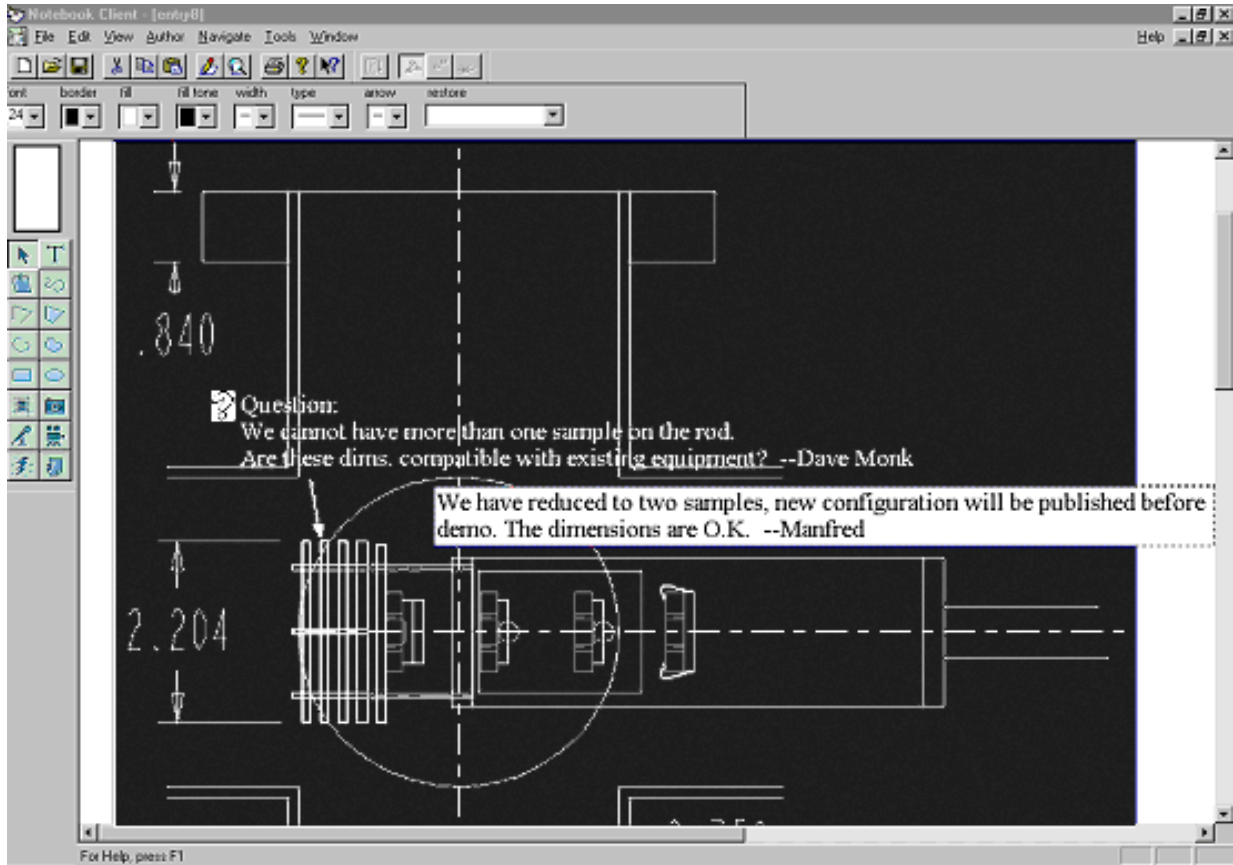 Notebook Client - [entry8]
File Edit View Author Navigate Tools Window Help
font border fill fill tone width type arrow restore
24
.840
Question:
We cannot have more than one sample on the rod.
Are these dims. compatible with existing equipment? --Dave Monk
We have reduced to two samples, new configuration will be published before
demo. The dimensions are O.K. --Manfred
2.204
For Help, press F1